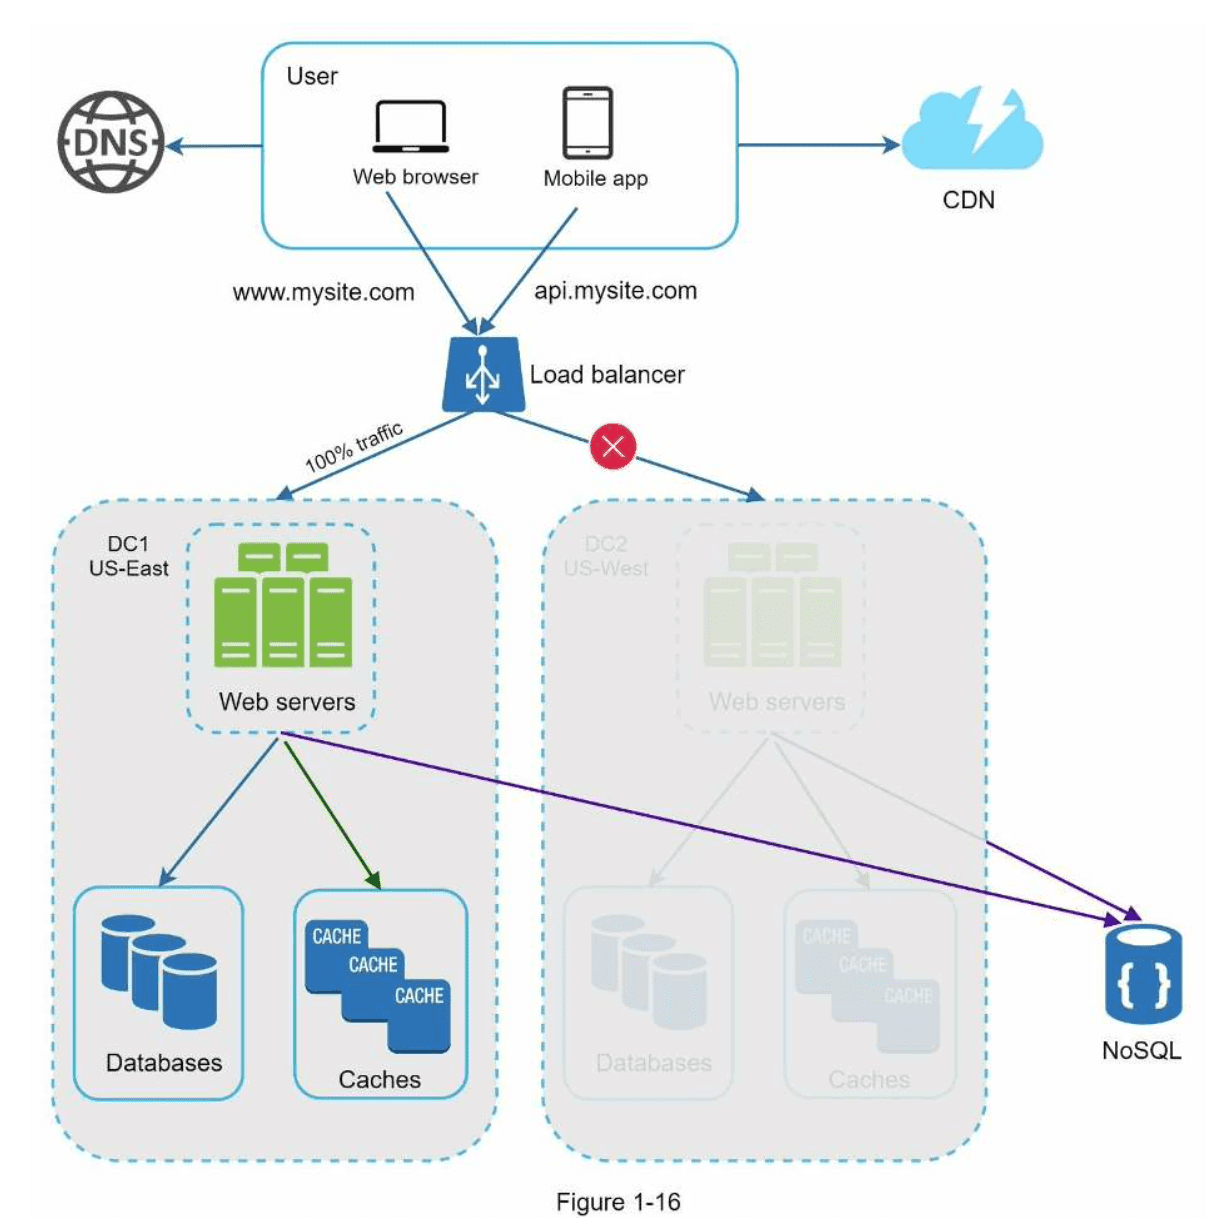 User
DNS
Web browser
Mobile app
CDN
www.mysite.com
api.mysite.com
Load balancer
100% traffic
DC1
US-East
DC2
US-West
Web servers
Web servers
CACHE
CACHE
CACHE
CACHE
CACHE
CACHE
{ }
Databases
Caches
Databases
Caches
NoSQL
Figure 1-16